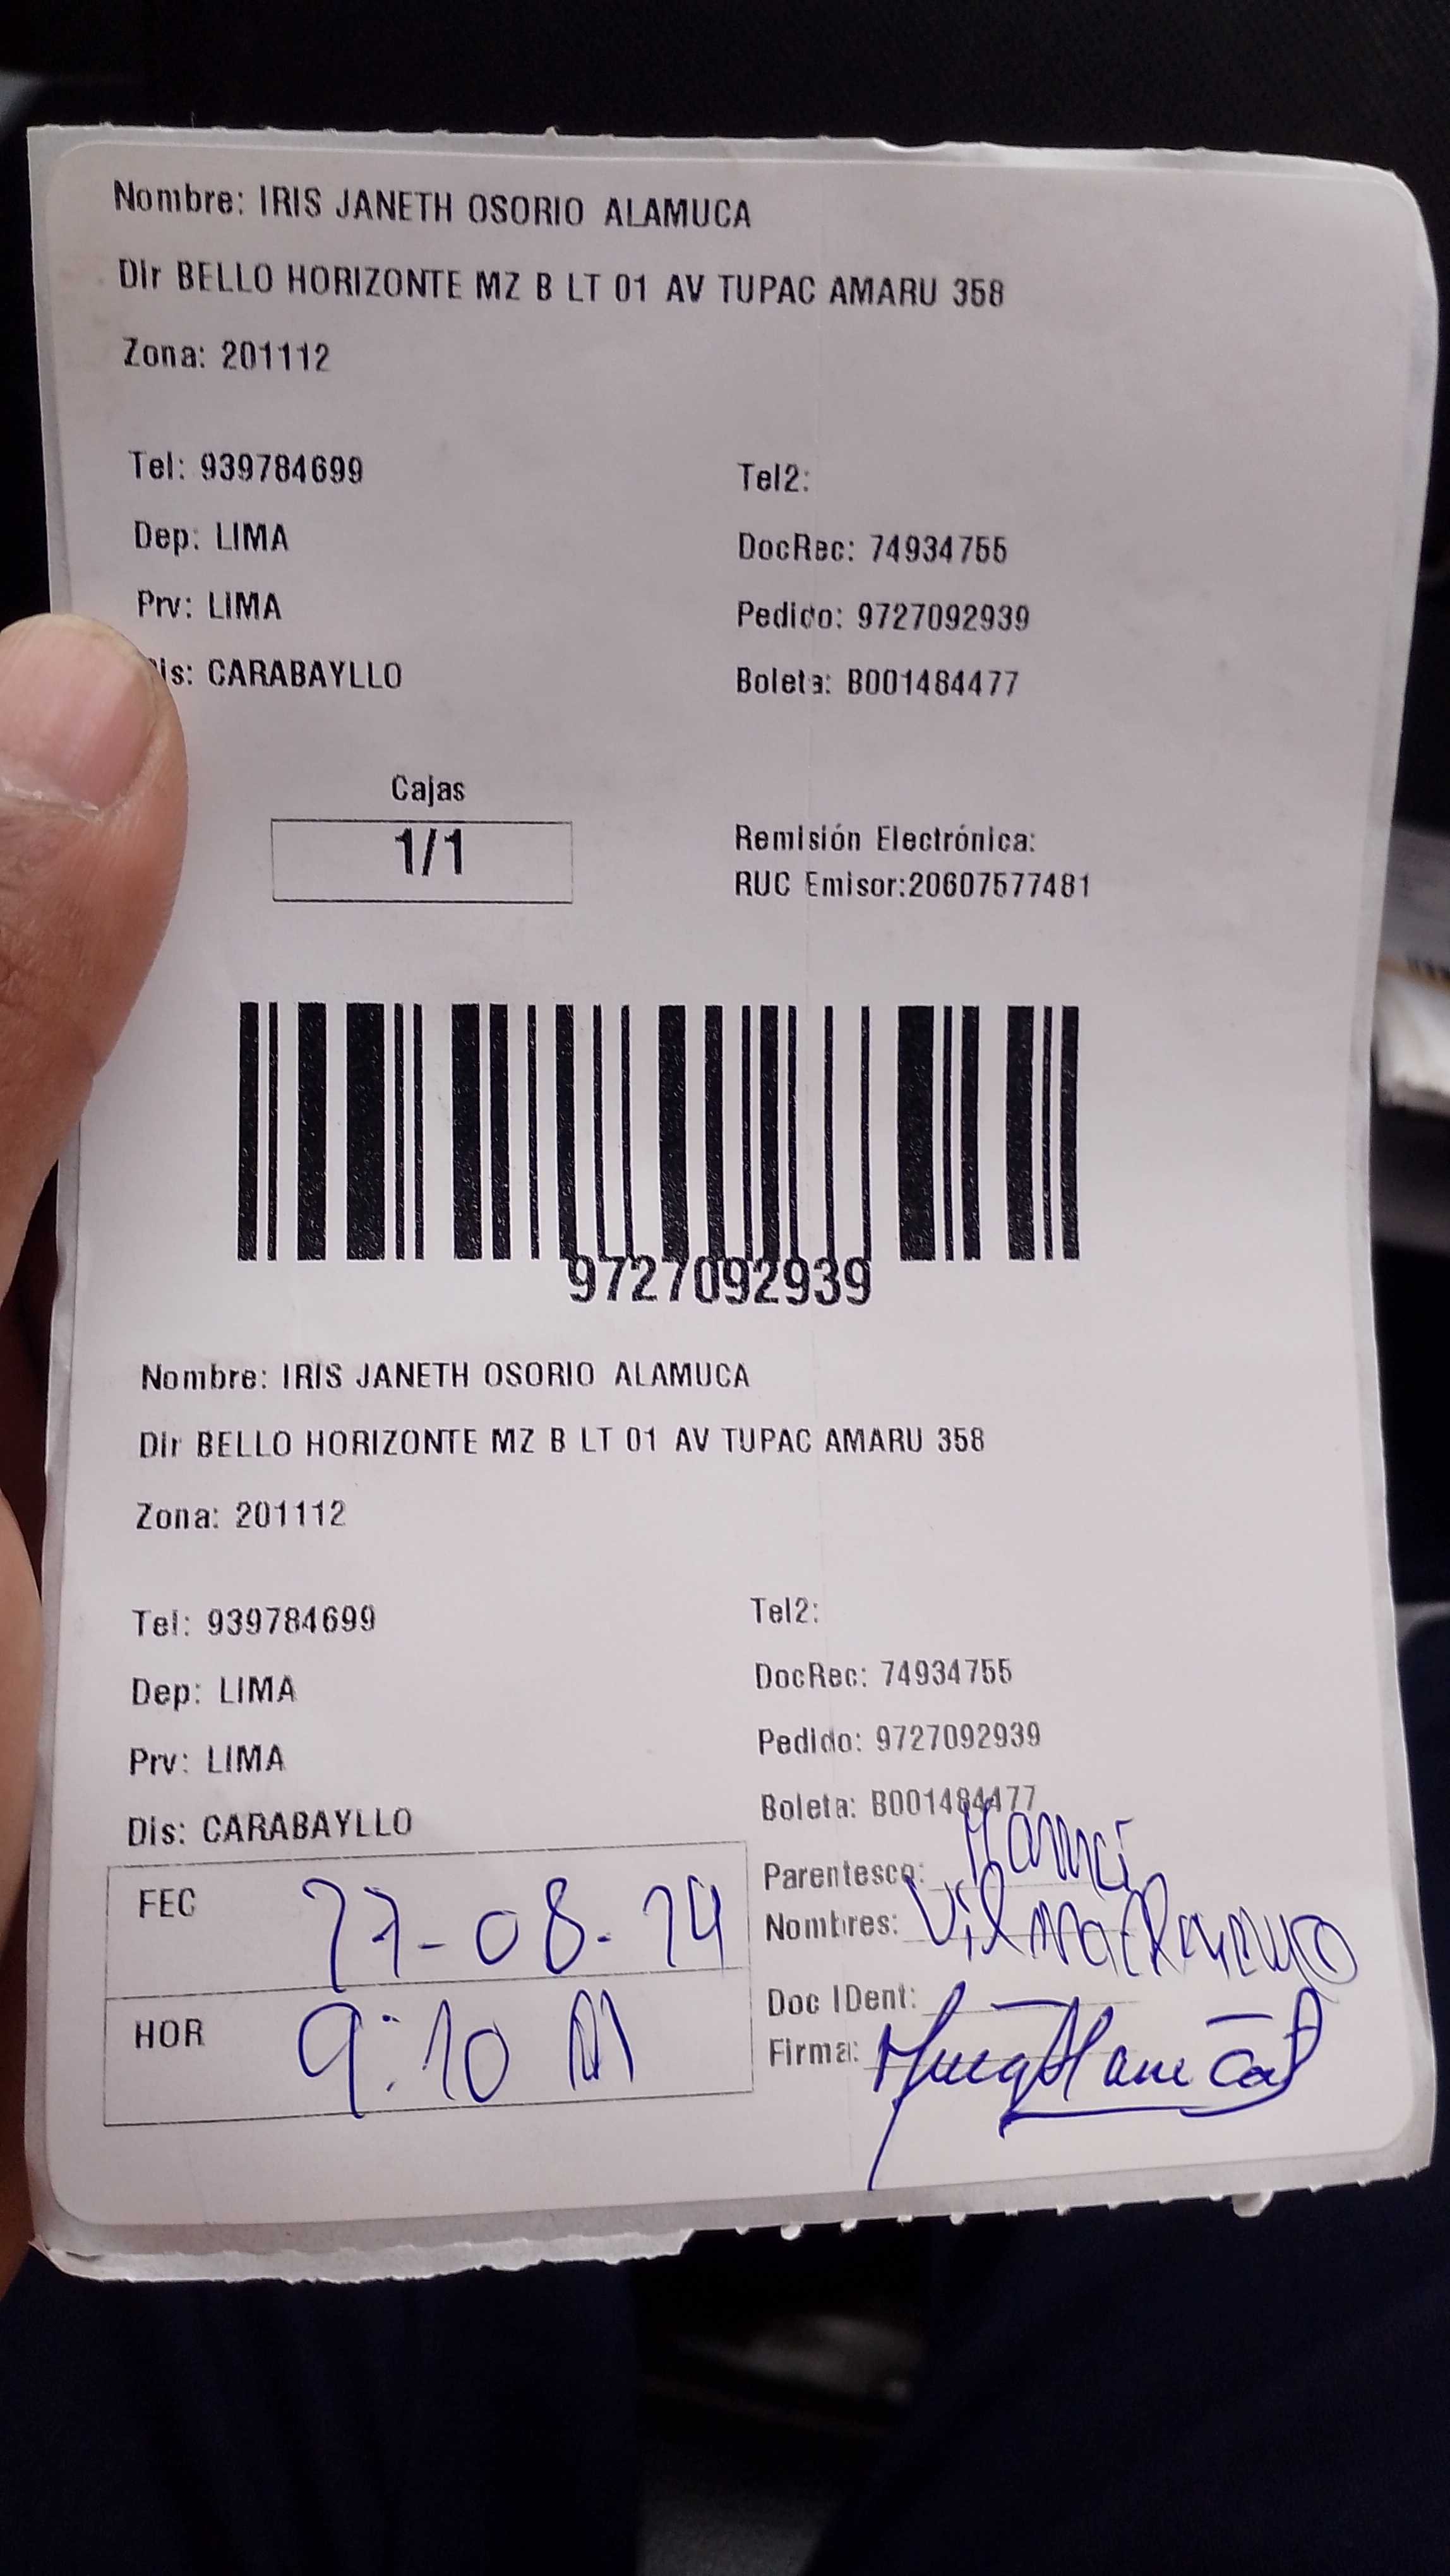 Nombre: IRIS JANETH OSORIO ALAMUCA
Dir BELLO HORIZONTE MZ B LT 01 AV TUPAC AMARU 358
Zona: 201112
Tel: 939784699
Tel2:
Dep: LIMA
DocRec: 74934755
Prv: LIMA
Pedido: 9727092939
is: CARABAYLLO
Boleta: B001484477
Cajas
1/1
Remisión Electrónica:
RUC Emisor:20607577481
9727092939
Nombre: IRIS JANETH OSORIO ALAMUCA
Dir BELLO HORIZONTE MZ B LT 01 AV TUPAC AMARU 358
Zona: 201112
Tel: 939784699
Tel2:
Dep: LIMA
DocRec: 74934755
Prv: LIMA
Pedido: 9727092939
Dis: CARABAYLLO
Boleta: B001484477
Parentesco:
FEC
Nombres: Vilma
HOR 9:10
Doc IDent:
Firma: